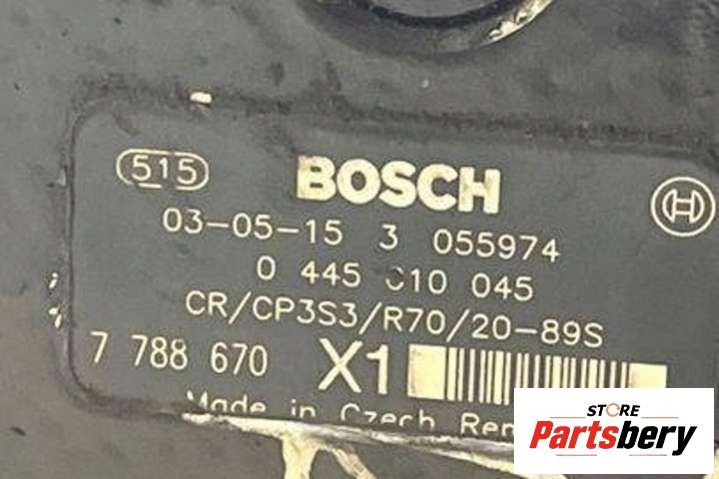 515 BOSCH
03-05-15 3 055974
0 445 010 045
CR/CP3S3/R70/20-89S
7 788 670 X1
Made in Czech
STORE
Partsbery